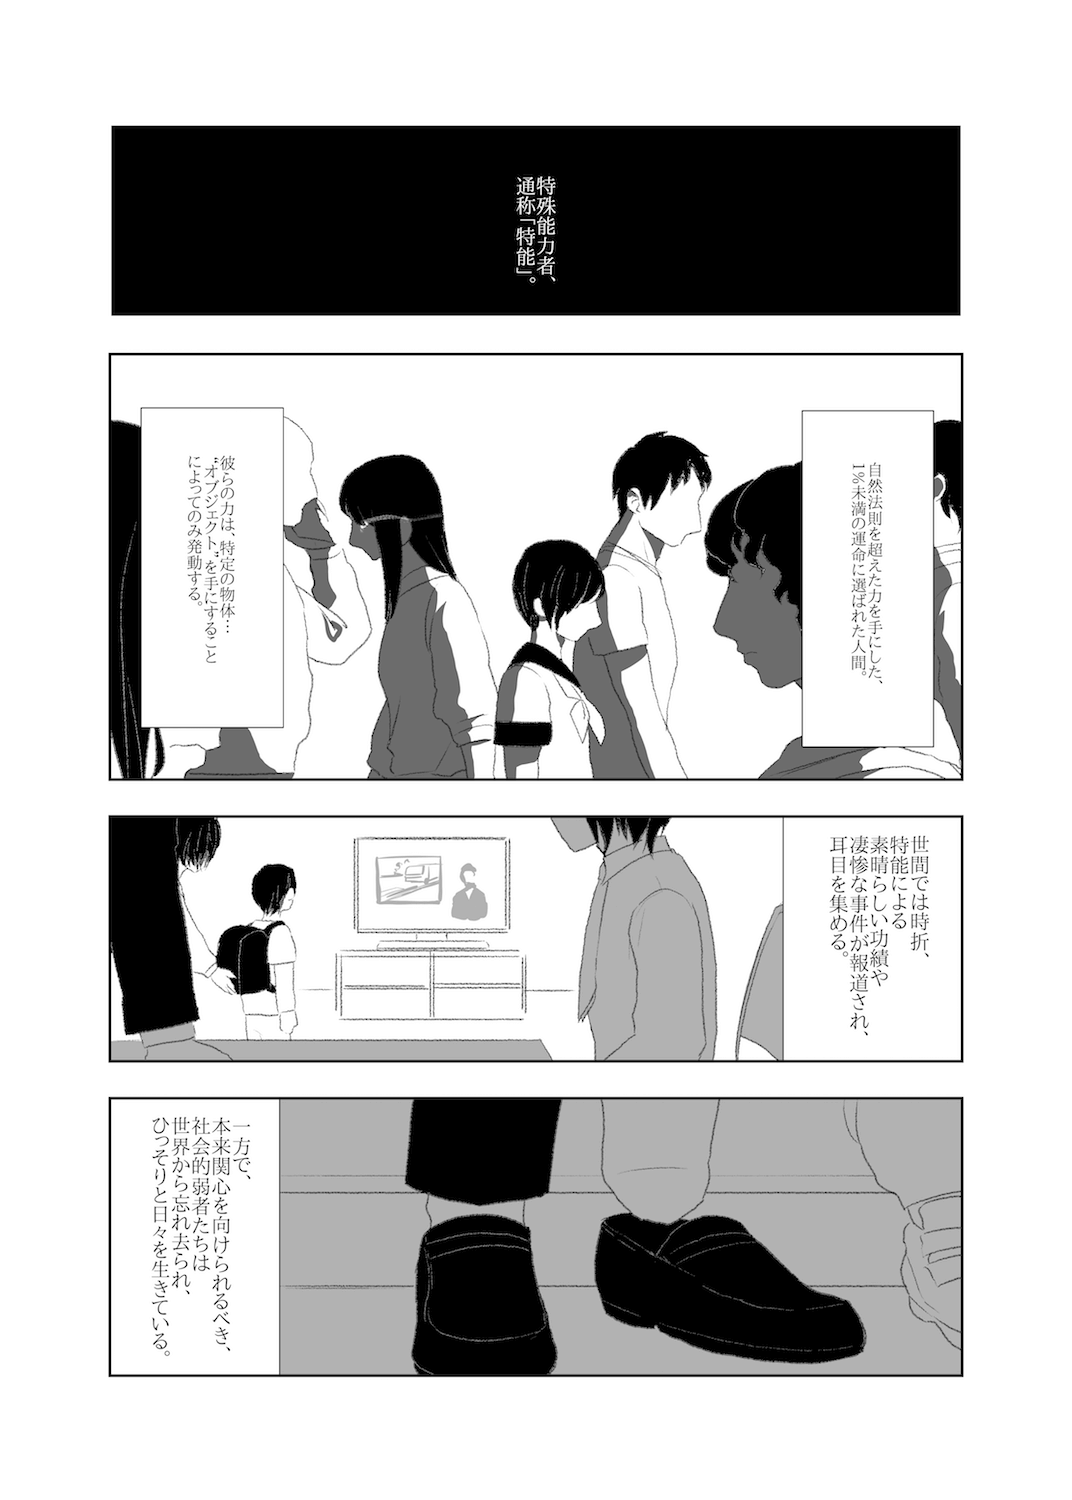 特殊能力者、
通称「特能」。
自然法則を超えた力を手にした、
1%未満の運命に選ばれた人間。
彼らの力は、特定の物体…
“オブジェクト”を手にすること
によってのみ発動する。
世間では時折、
特能による
素晴らしい功績や
凄惨な事件が報道され、
耳目を集める。
一方で、
本来関心を向けられるべき、
社会的弱者たちは
世界から忘れ去られ、
ひっそりと日々を生きている。